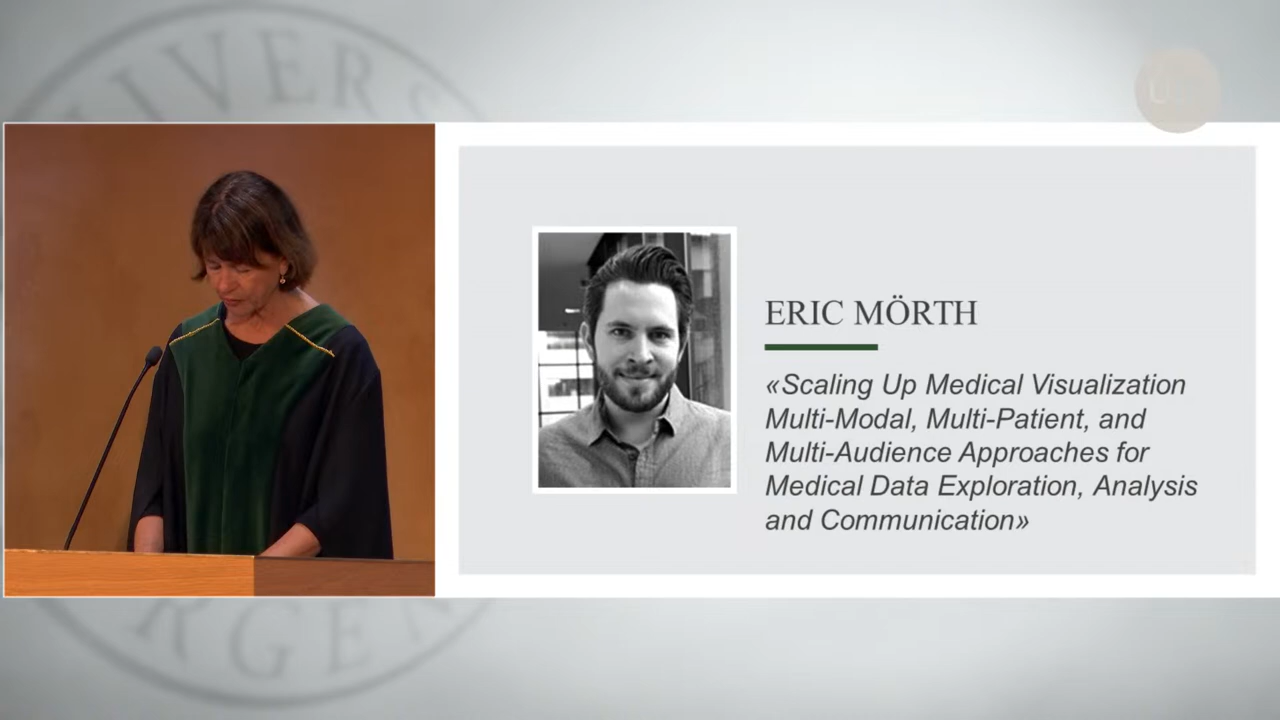 ERIC MÖRTH
«Scaling Up Medical Visualization
Multi-Modal, Multi-Patient, and
Multi-Audience Approaches for
Medical Data Exploration, Analysis
and Communication»